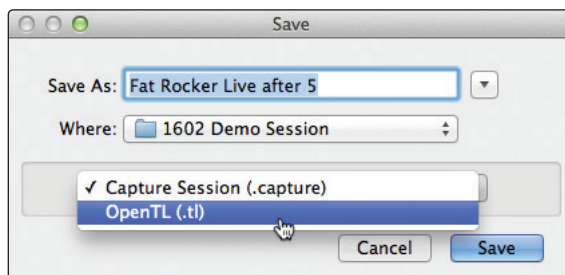 Save
Save As: Fat Rocker Live after 5
Where: 1602 Demo Session
✓ Capture Session (.capture)
OpenTL (.tl)
Cancel Save